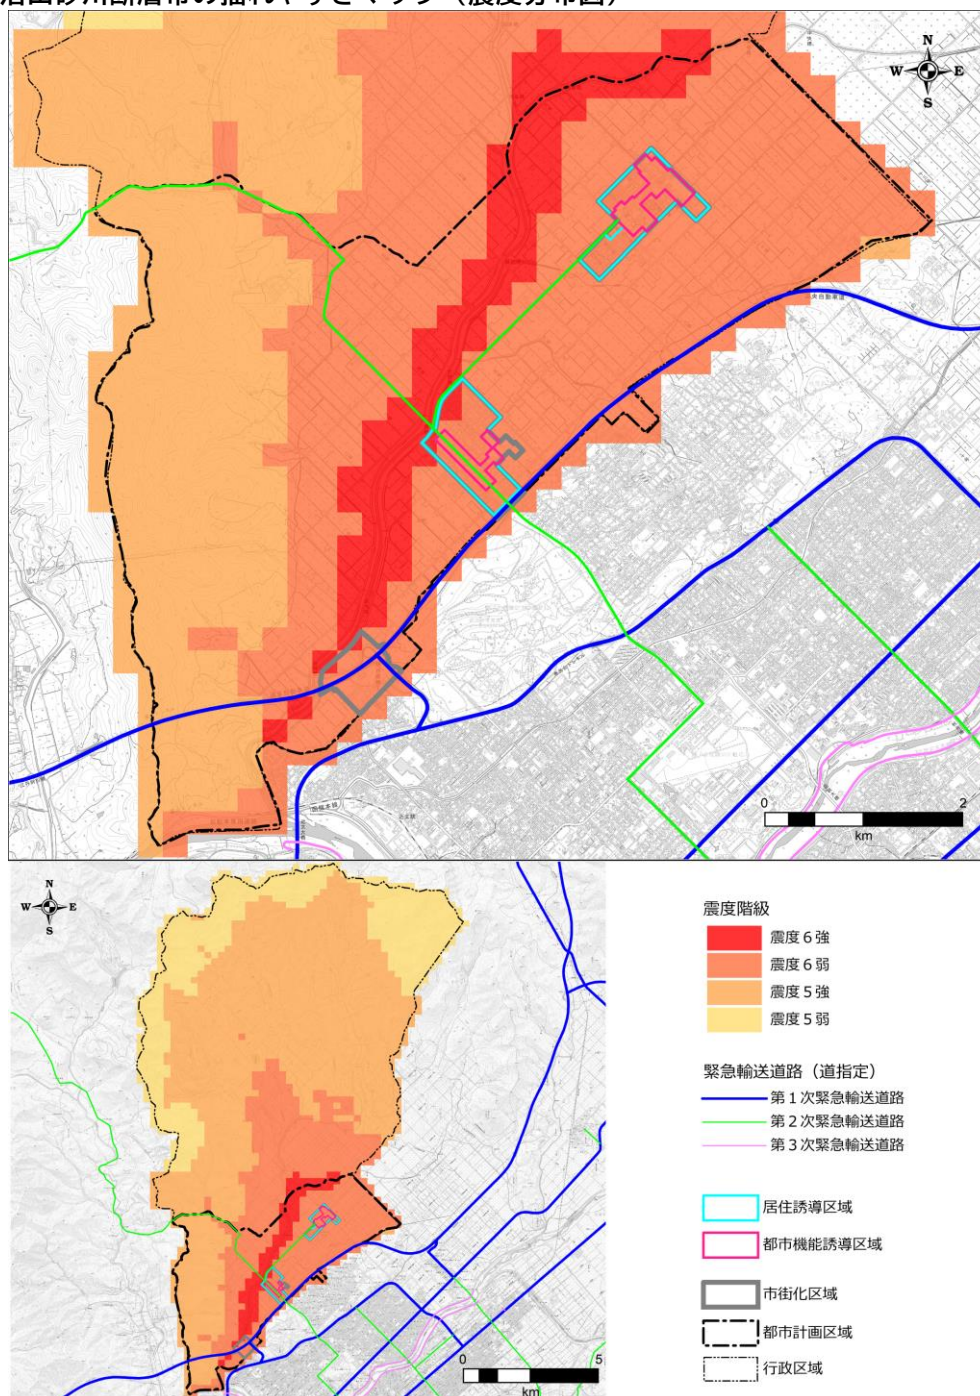 N
W E
S
0 2
km
N
W E
S
0 5
km
震度階級
震度６強
震度６弱
震度５強
震度５弱
緊急輸送道路（道指定）
第１次緊急輸送道路
第２次緊急輸送道路
第３次緊急輸送道路
居住誘導区域
都市機能誘導区域
市街化区域
都市計画区域
行政区域